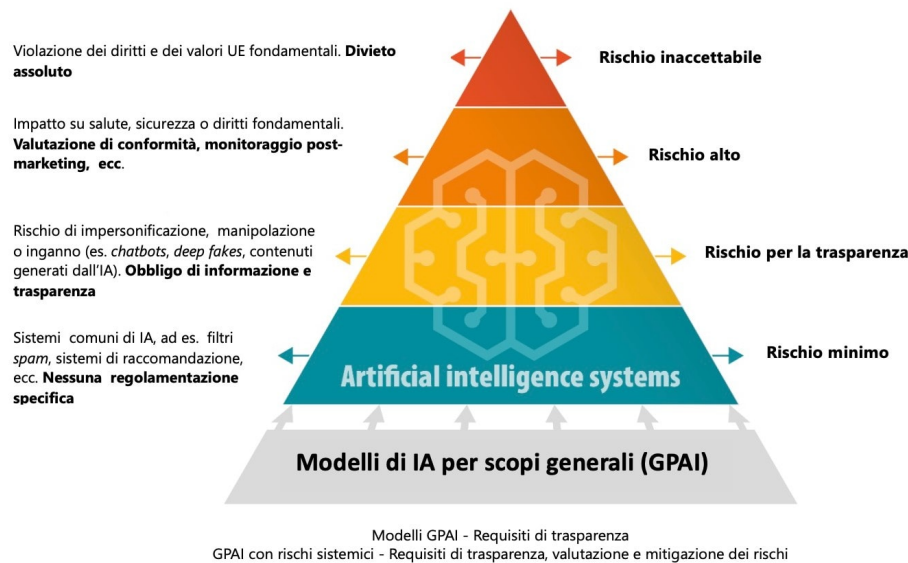 Violazione dei diritti e dei valori UE fondamentali. Divieto
assoluto
Rischio inaccettabile
Impatto su salute, sicurezza o diritti fondamentali.
Valutazione di conformità, monitoraggio post-
marketing, ecc.
Rischio alto
Rischio di impersonificazione, manipolazione
o inganno (es. chatbots, deep fakes, contenuti
generati dall'IA). Obbligo di informazione e
trasparenza
Rischio per la trasparenza
Sistemi comuni di IA, ad es. filtri
spam, sistemi di raccomandazione,
ecc. Nessuna regolamentazione
specifica
Rischio minimo
Artificial intelligence systems
Modelli di IA per scopi generali (GPAI)
Modelli GPAI - Requisiti di trasparenza
GPAI con rischi sistemici - Requisiti di trasparenza, valutazione e mitigazione dei rischi